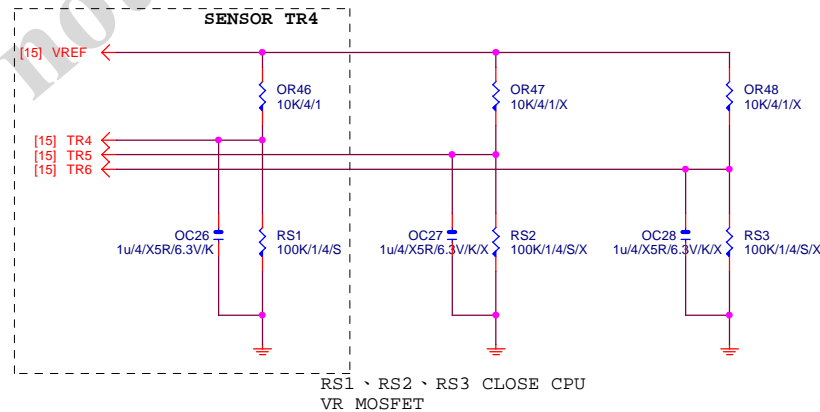 SENSOR TR4
[15] VREF
OR46
10K/4/1
OR47
10K/4/1/X
OR48
10K/4/1/X
[15] TR4
[15] TR5
[15] TR6
OC26
1u/4/X5R/6.3V/K
RS1
100K/1/4/S
OC27
1u/4/X5R/6.3V/K/X
RS2
100K/1/4/S/X
OC28
1u/4/X5R/6.3V/K/X
RS3
100K/1/4/S/X
RS1、RS2、RS3 CLOSE CPU
VR MOSFET